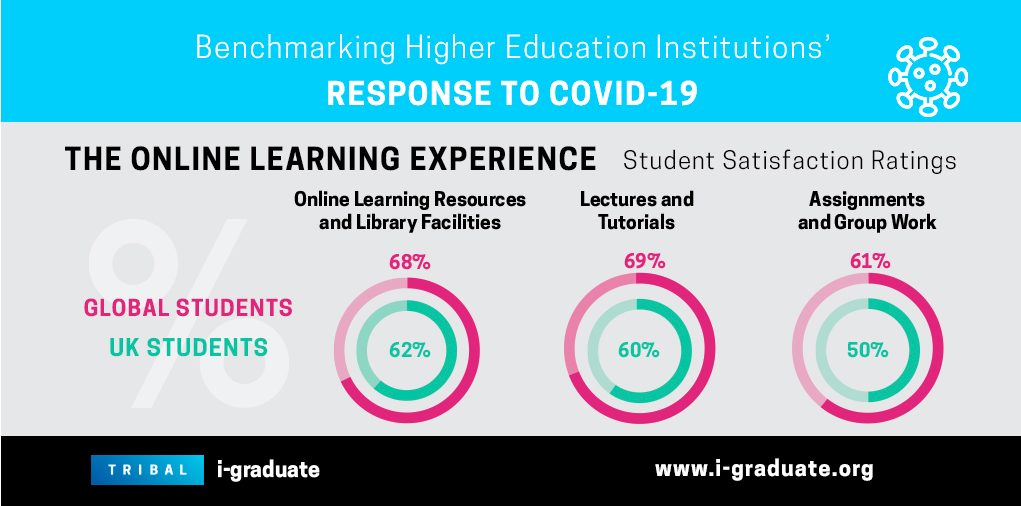 Benchmarking Higher Education Institutions’
RESPONSE TO COVID-19
THE ONLINE LEARNING EXPERIENCE Student Satisfaction Ratings
Online Learning Resources
and Library Facilities
Lectures and
Tutorials
Assignments
and Group Work
%
68%
69%
61%
GLOBAL STUDENTS
UK STUDENTS
62%
60%
50%
TRIBAL i-graduate
www.i-graduate.org